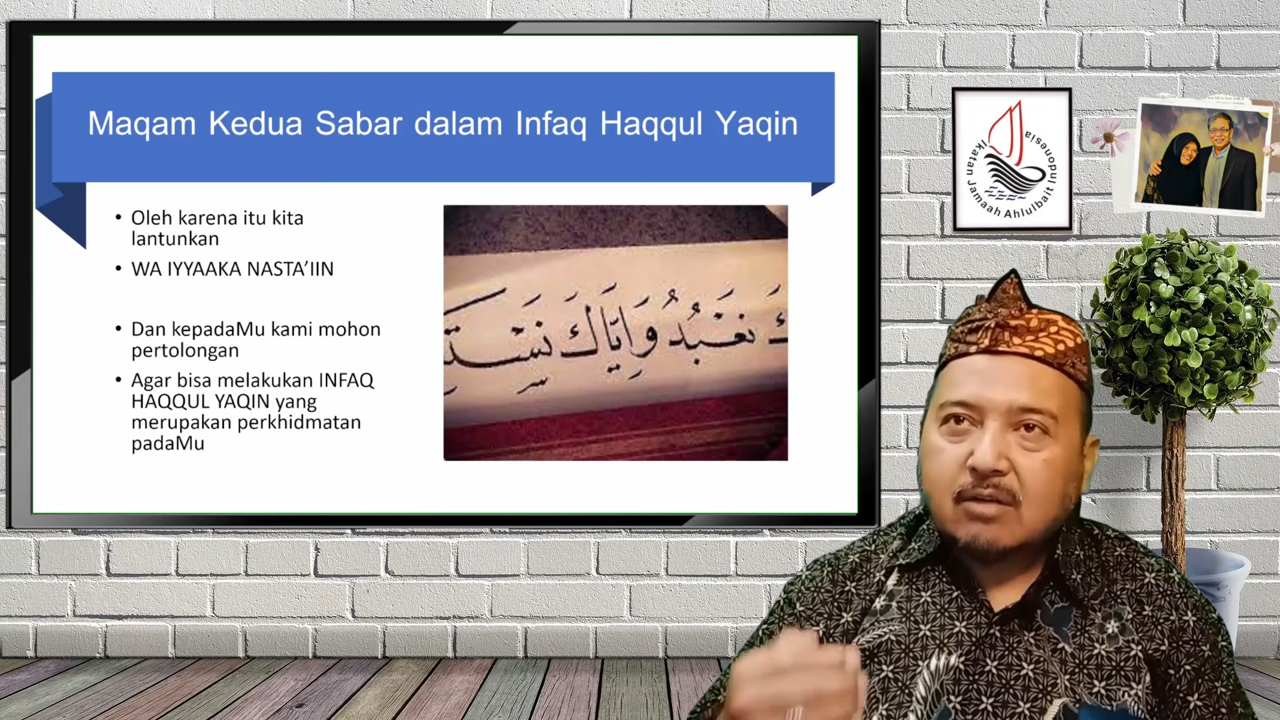 Maqam Kedua Sabar dalam Infaq Haqqul Yaqin
• Oleh karena itu kita
lantunkan
• WA IYYAAKA NASTA’IIN
• Dan kepadaMu kami mohon
pertolongan
• Agar bisa melakukan INFAQ
HAQQUL YAQIN yang
merupakan perkhidmatan
padaMu
نَعْبُدُ وَإِيَّاكَ
Ikatan Jamaah Ahlulbait Indonesia